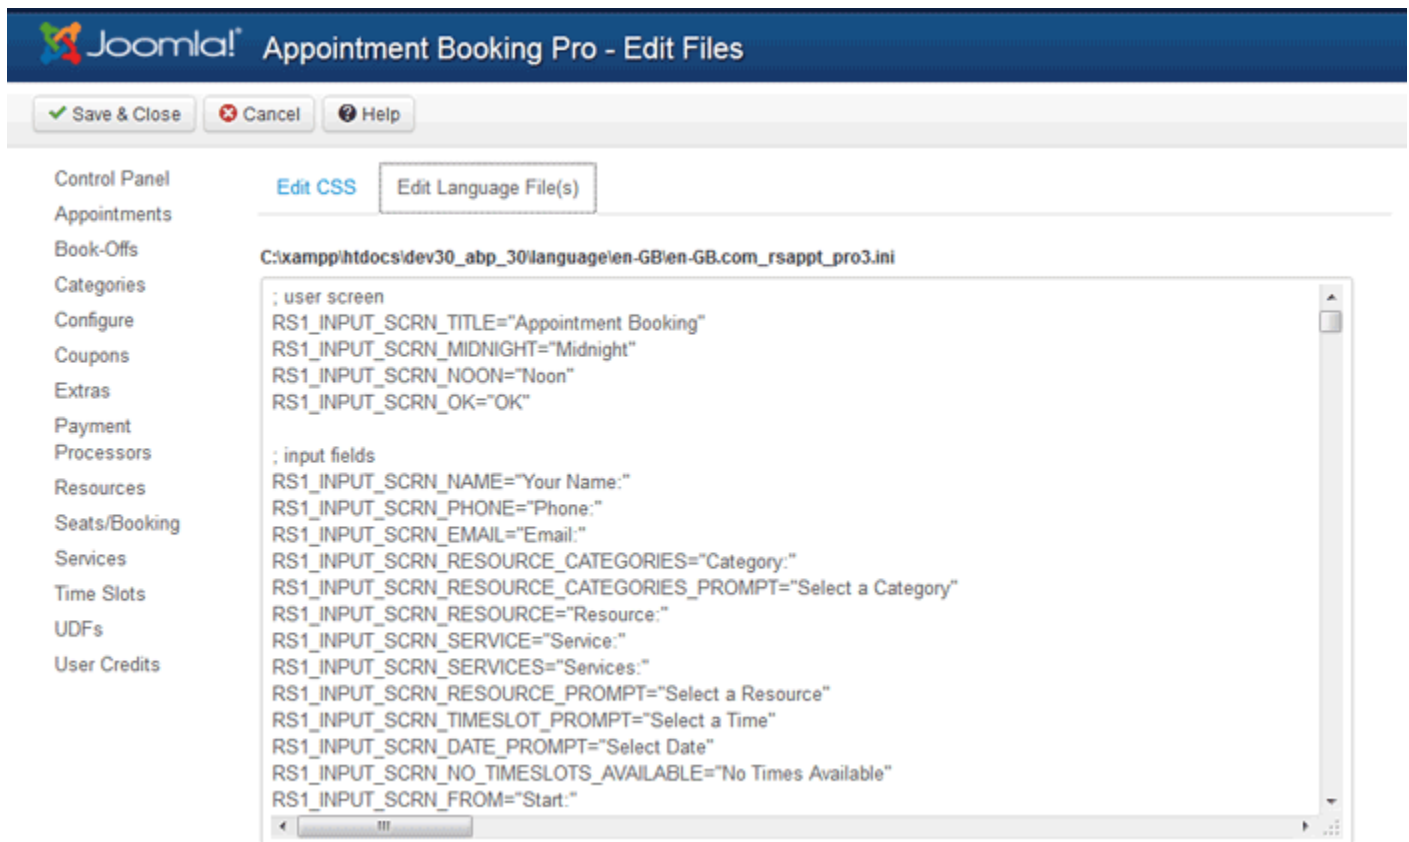 Joomla! Appointment Booking Pro - Edit Files
Save & Close Cancel Help
Control Panel
Appointments
Book-Offs
Categories
Configure
Coupons
Extras
Payment
Processors
Resources
Seats/Booking
Services
Time Slots
UDFs
User Credits
Edit CSS Edit Language File(s)
C:\xampp\htdocs\dev30_abp_30\language\en-GB\en-GB.com_rsappt_pro3.ini
; user screen
RS1_INPUT_SCRN_TITLE="Appointment Booking"
RS1_INPUT_SCRN_MIDNIGHT="Midnight"
RS1_INPUT_SCRN_NOON="Noon"
RS1_INPUT_SCRN_OK="OK"
; input fields
RS1_INPUT_SCRN_NAME="Your Name:"
RS1_INPUT_SCRN_PHONE="Phone:"
RS1_INPUT_SCRN_EMAIL="Email:"
RS1_INPUT_SCRN_RESOURCE_CATEGORIES="Category:"
RS1_INPUT_SCRN_RESOURCE_CATEGORIES_PROMPT="Select a Category"
RS1_INPUT_SCRN_RESOURCE="Resource:"
RS1_INPUT_SCRN_SERVICE="Service:"
RS1_INPUT_SCRN_SERVICES="Services:"
RS1_INPUT_SCRN_RESOURCE_PROMPT="Select a Resource"
RS1_INPUT_SCRN_TIMESLOT_PROMPT="Select a Time"
RS1_INPUT_SCRN_DATE_PROMPT="Select Date"
RS1_INPUT_SCRN_NO_TIMESLOTS_AVAILABLE="No Times Available"
RS1_INPUT_SCRN_FROM="Start:"